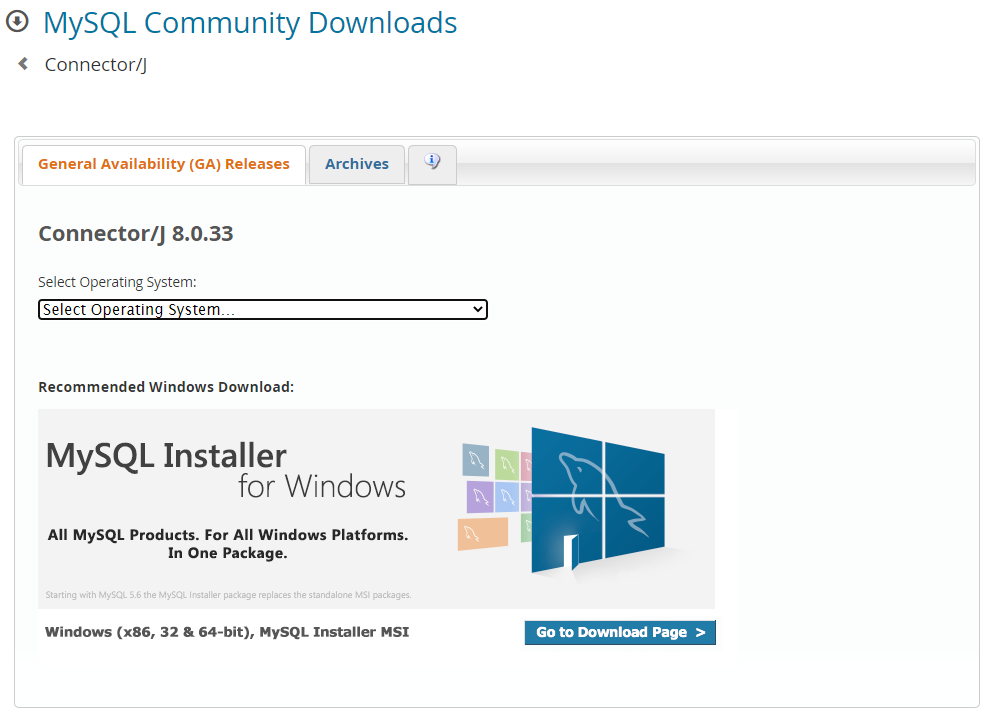 MySQL Community Downloads
Connector/J
General Availability (GA) Releases
Archives
Connector/J 8.0.33
Select Operating System:
Select Operating System...
Recommended Windows Download:
MySQL Installer
for Windows
All MySQL Products. For All Windows Platforms.
In One Package.
Starting with MySQL 5.6 the MySQL Installer package replaces the standalone MSI packages.
Windows (x86, 32 & 64-bit), MySQL Installer MSI
Go to Download Page >